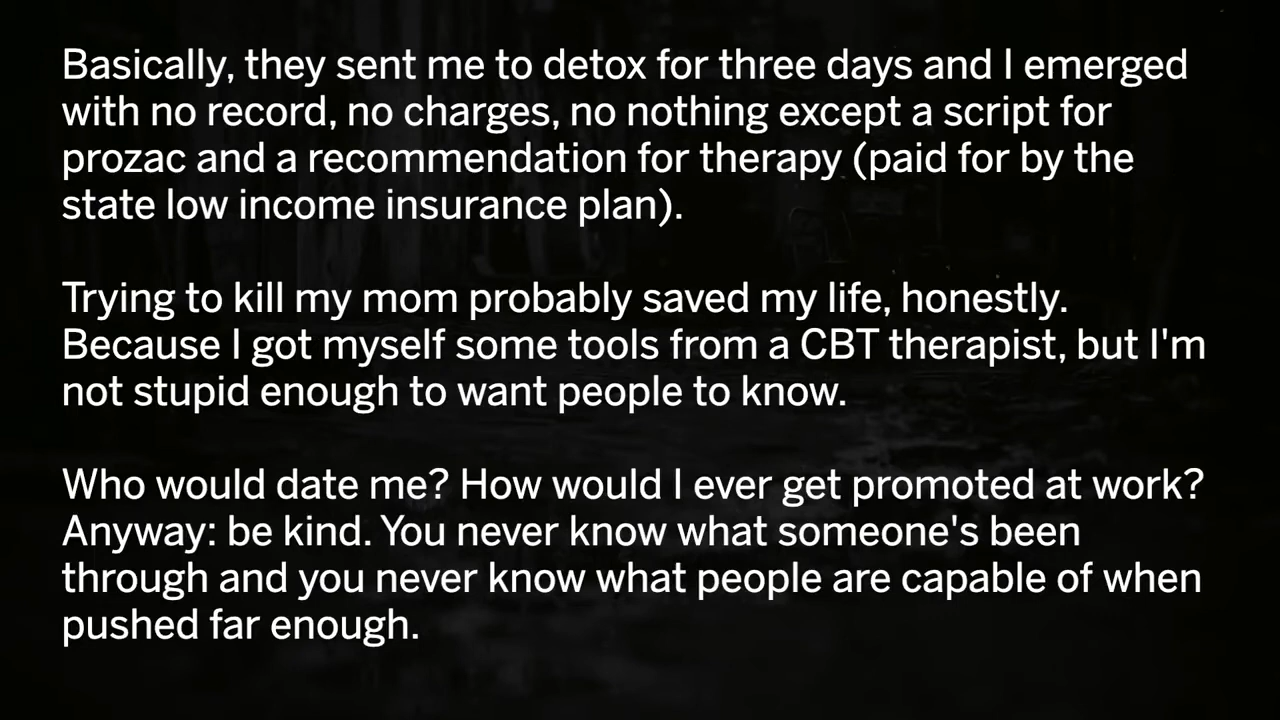 Basically, they sent me to detox for three days and I emerged
with no record, no charges, no nothing except a script for
prozac and a recommendation for therapy (paid for by the
state low income insurance plan).
Trying to kill my mom probably saved my life, honestly.
Because I got myself some tools from a CBT therapist, but I'm
not stupid enough to want people to know.
Who would date me? How would I ever get promoted at work?
Anyway: be kind. You never know what someone's been
through and you never know what people are capable of when
pushed far enough.